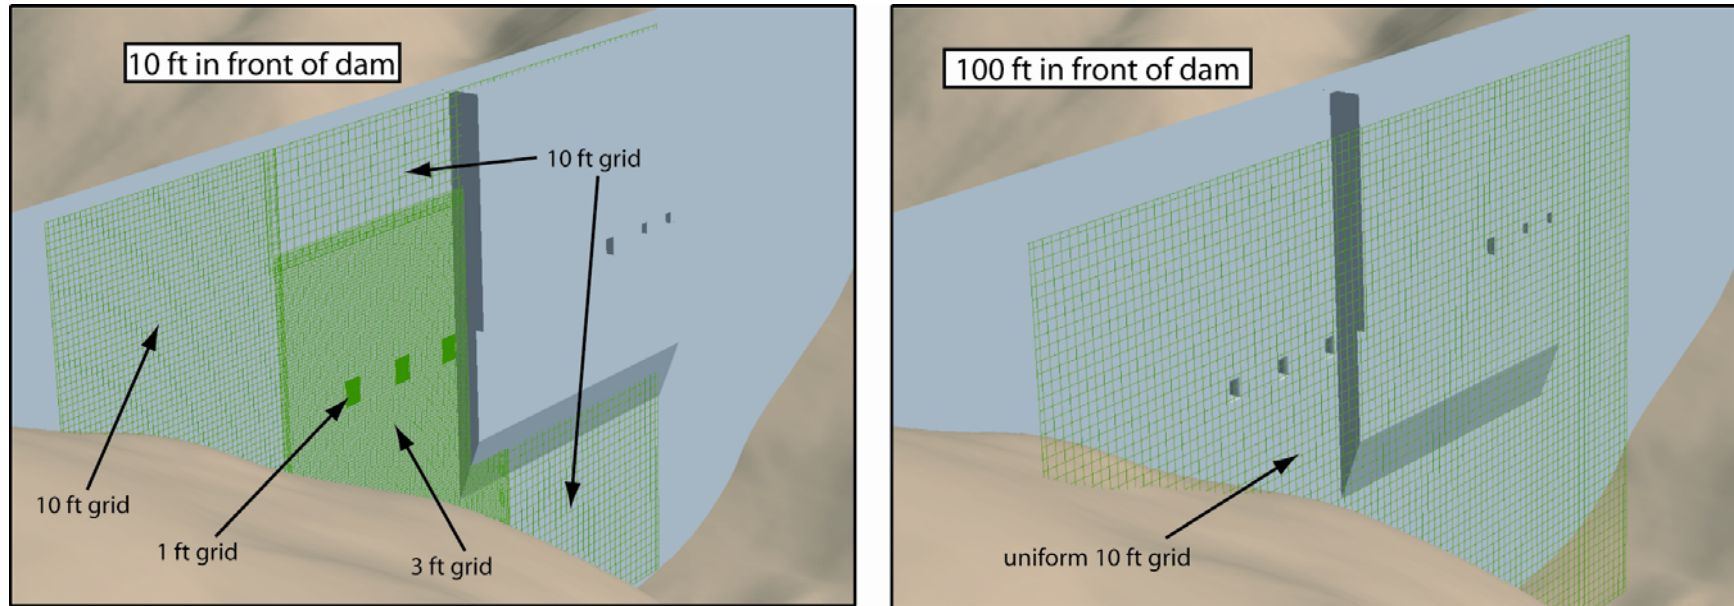 10 ft in front of dam
10 ft grid
10 ft grid
1 ft grid
3 ft grid
100 ft in front of dam
uniform 10 ft grid